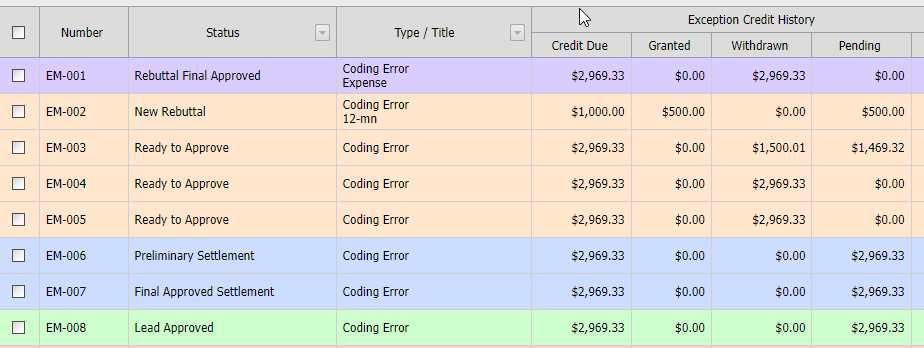 Exception Credit History
Number Status Type / Title Credit Due Granted Withdrawn Pending
EM-001 Rebuttal Final Approved Coding Error $2,969.33 $0.00 $2,969.33 $0.00
Expense
EM-002 New Rebuttal Coding Error $1,000.00 $500.00 $0.00 $500.00
12-mn
EM-003 Ready to Approve Coding Error $2,969.33 $0.00 $1,500.01 $1,469.32
EM-004 Ready to Approve Coding Error $2,969.33 $0.00 $2,969.33 $0.00
EM-005 Ready to Approve Coding Error $2,969.33 $0.00 $2,969.33 $0.00
EM-006 Preliminary Settlement Coding Error $2,969.33 $0.00 $0.00 $2,969.33
EM-007 Final Approved Settlement Coding Error $2,969.33 $0.00 $0.00 $2,969.33
EM-008 Lead Approved Coding Error $2,969.33 $0.00 $0.00 $2,969.33